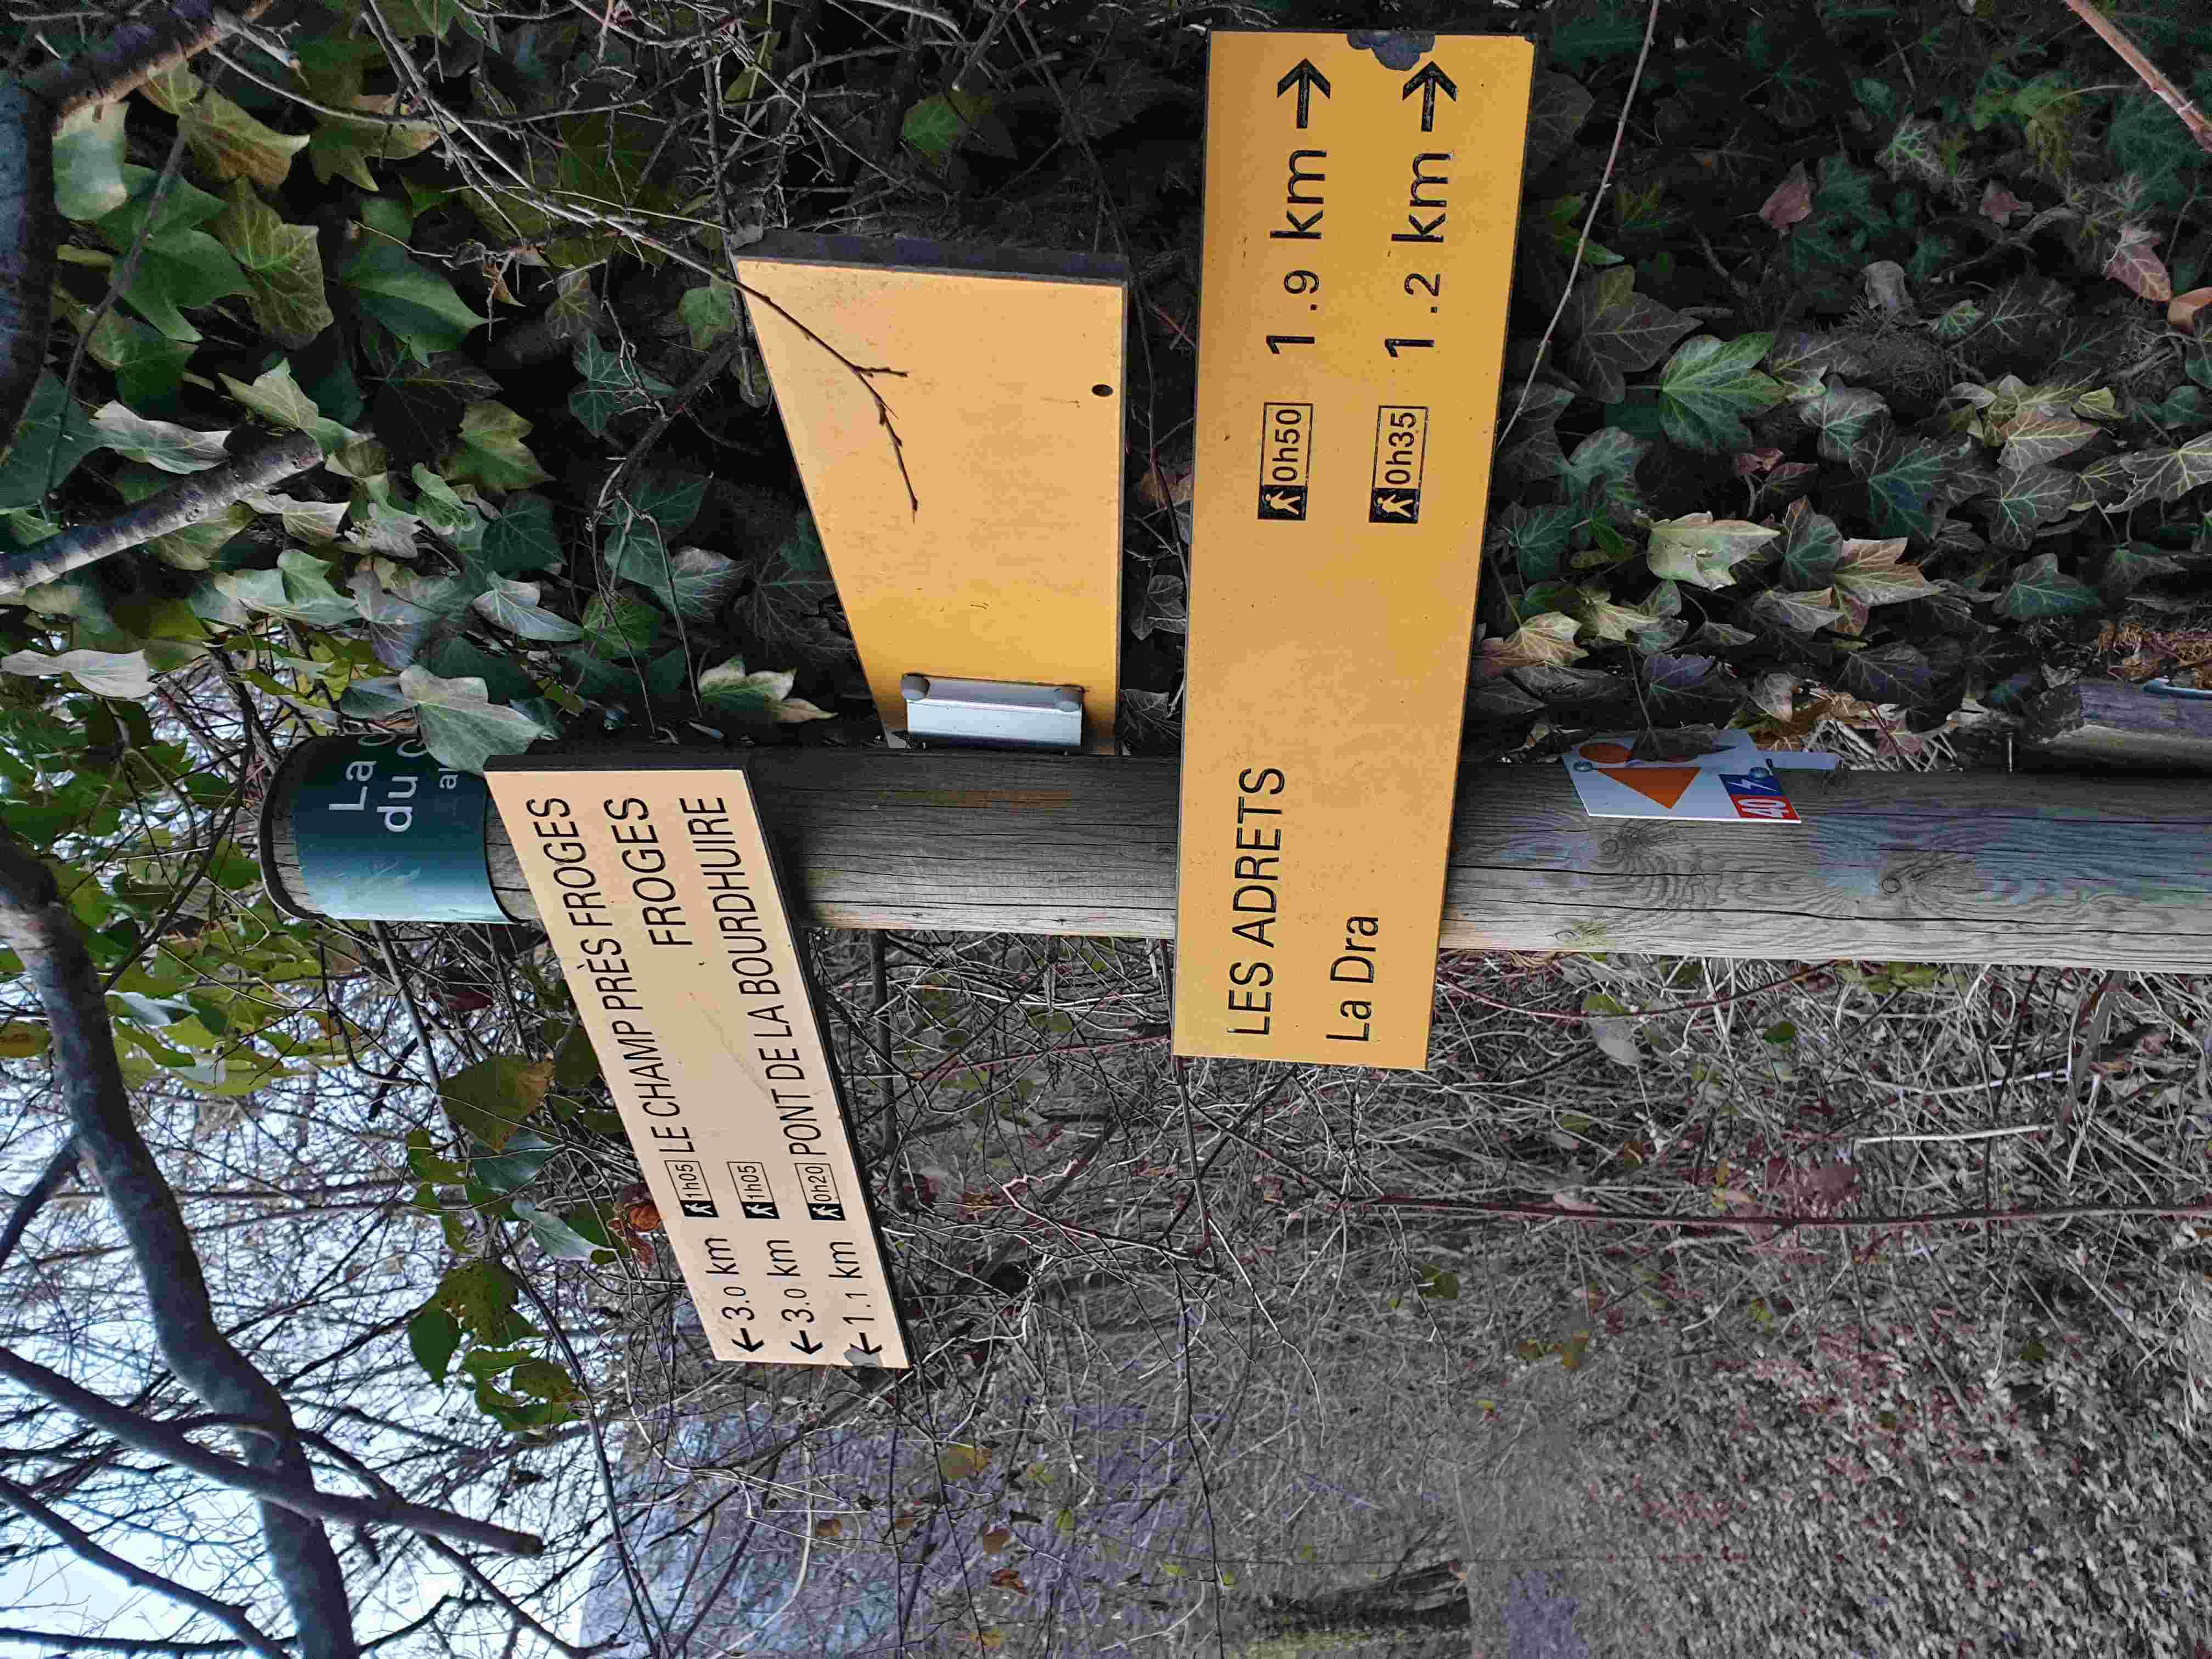 La
du
← 3.0 km 1h05 LE CHAMP PRÈS FROGES
← 3.0 km 1h05 FROGES
← 1.1 km 0h20 PONT DE LA BOURDHUIRE
LES ADRETS 0h50 1.9 km →
La Dra 0h35 1.2 km →
40